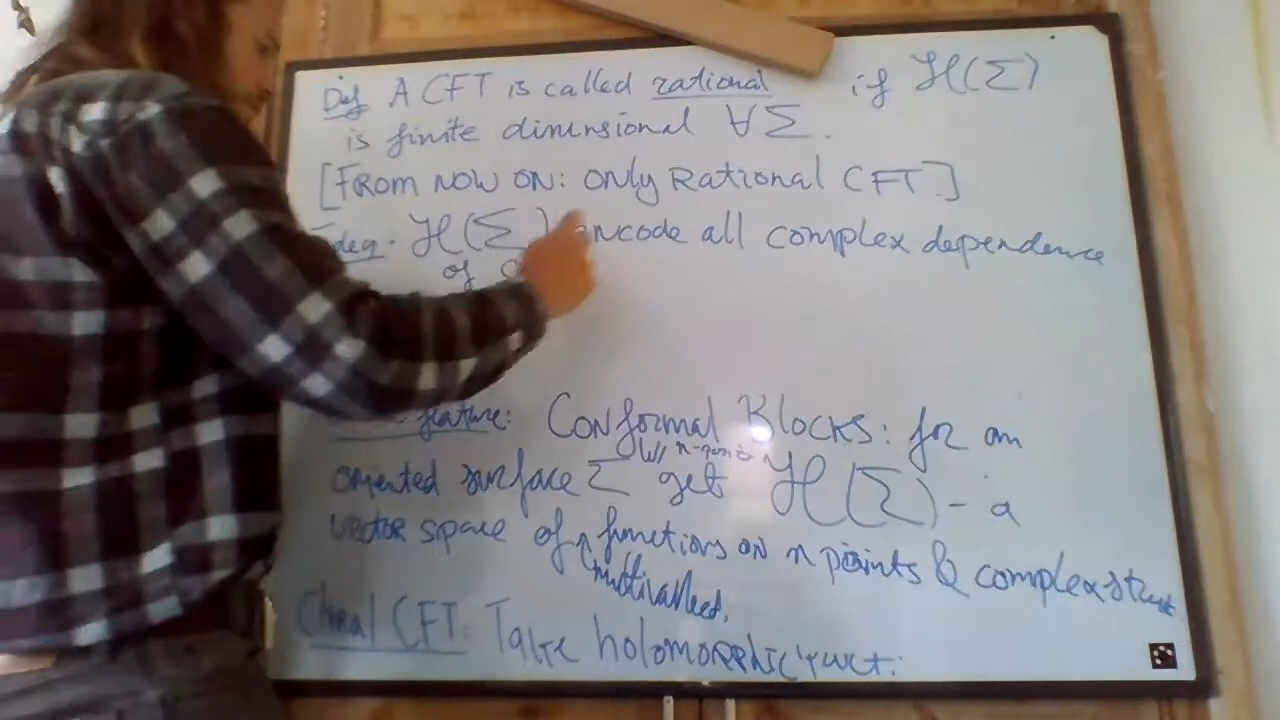 Def A CFT is called rational if ℋ(Σ)
is finite dimensional ∀Σ.
[FROM NOW ON: ONly Rational CFT.]
Idea. ℋ(Σ) encode all complex dependence
of
feature: Conformal Blocks: for an
w/ n-points
oriented surface Σ get ℋ(Σ) - a
vector space of functions on n points & complex struct
multivalued.
Chiral CFT: Take holomorphic